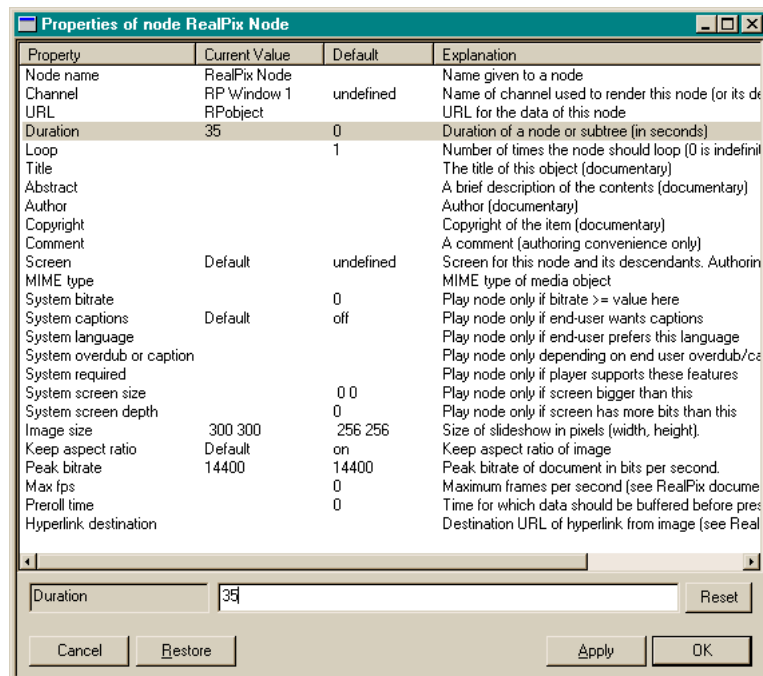 Properties of node RealPix Node
Property Current Value Default Explanation
Node name RealPix Node Name given to a node
Channel RP Window 1 undefined Name of channel used to render this node (or its de
URL RPobject URL for the data of this node
Duration 35 0 Duration of a node or subtree (in seconds)
Loop 1 Number of times the node should loop (0 is indefinit
Title The title of this object (documentary)
Abstract A brief description of the contents (documentary)
Author Author (documentary)
Copyright Copyright of the item (documentary)
Comment A comment (authoring convenience only)
Screen Default undefined Screen for this node and its descendants. Authorin
MIME type MIME type of media object
System bitrate 0 Play node only if bitrate >= value here
System captions Default off Play node only if end-user wants captions
System language Play node only if end-user prefers this language
System overdub or caption Play node only depending on end user overdub/ca
System required Play node only if player supports these features
System screen size 0 0 Play node only if screen bigger than this
System screen depth 0 Play node only if screen has more bits than this
Image size 300 300 256 256 Size of slideshow in pixels (width, height).
Keep aspect ratio Default on Keep aspect ratio of image
Peak bitrate 14400 14400 Peak bitrate of document in bits per second.
Max fps 0 Maximum frames per second (see RealPix docume
Preroll time 0 Time for which data should be buffered before pres
Hyperlink destination Destination URL of hyperlink from image (see Real
Duration 35 Reset
Cancel Restore Apply OK